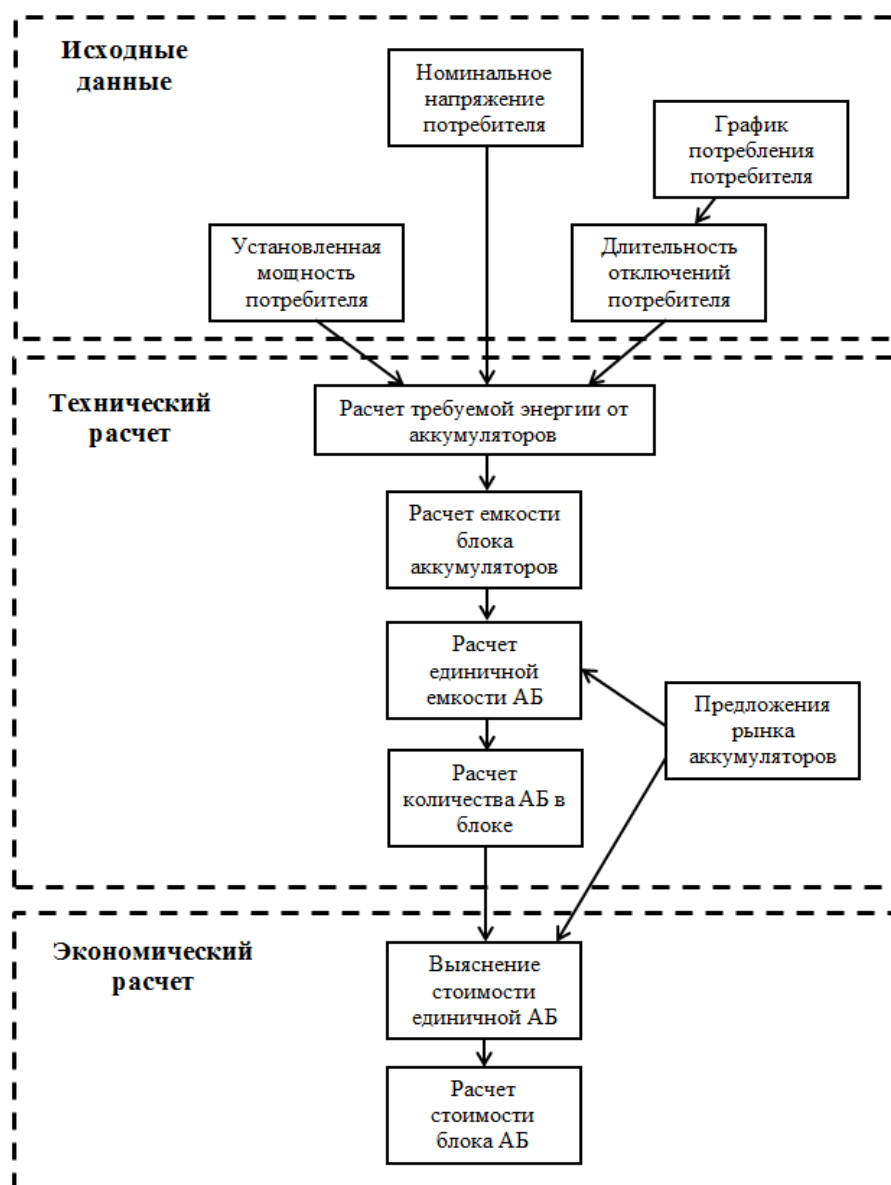 Исходные
данные
Номинальное
напряжение
потребителя
График
потребления
потребителя
Установленная
мощность
потребителя
Длительность
отключений
потребителя
Технический
расчет
Расчет требуемой энергии от
аккумуляторов
Расчет емкости
блока
аккумуляторов
Расчет
единичной
емкости АБ
Предложения
рынка
аккумуляторов
Расчет
количества АБ в
блоке
Экономический
расчет
Выяснение
стоимости
единичной АБ
Расчет
стоимости
блока АБ